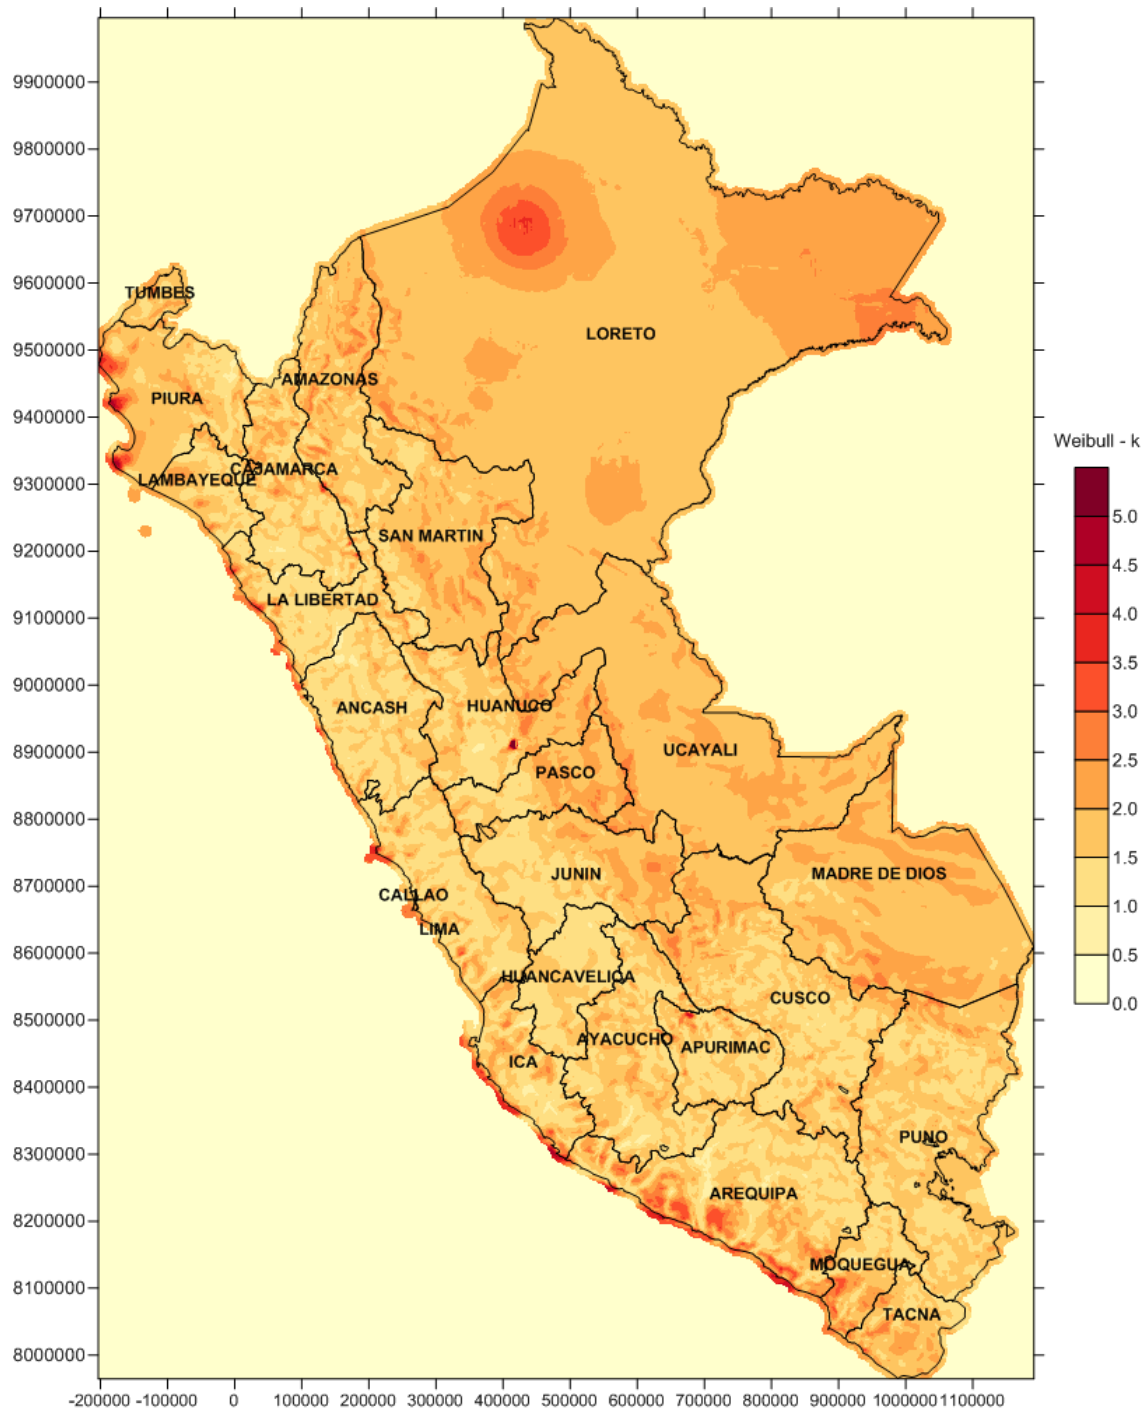 9900000
9800000
9700000
9600000
9500000
9400000
9300000
9200000
9100000
9000000
8900000
8800000
8700000
8600000
8500000
8400000
8300000
8200000
8100000
8000000
-200000 -100000 0 100000 200000 300000 400000 500000 600000 700000 800000 900000 1000000 1100000
TUMBES
LORETO
AMAZONAS
PIURA
CAJAMARCA
LAMBAYEQUE
SAN MARTIN
LA LIBERTAD
ANCASH
HUANUCO
UCAYALI
PASCO
JUNIN
MADRE DE DIOS
CALLAO
LIMA
HUANCAVELICA
CUSCO
AYACUCHO
APURIMAC
ICA
PUNO
AREQUIPA
MOQUEGUA
TACNA
Weibull - k
5.0
4.5
4.0
3.5
3.0
2.5
2.0
1.5
1.0
0.5
0.0